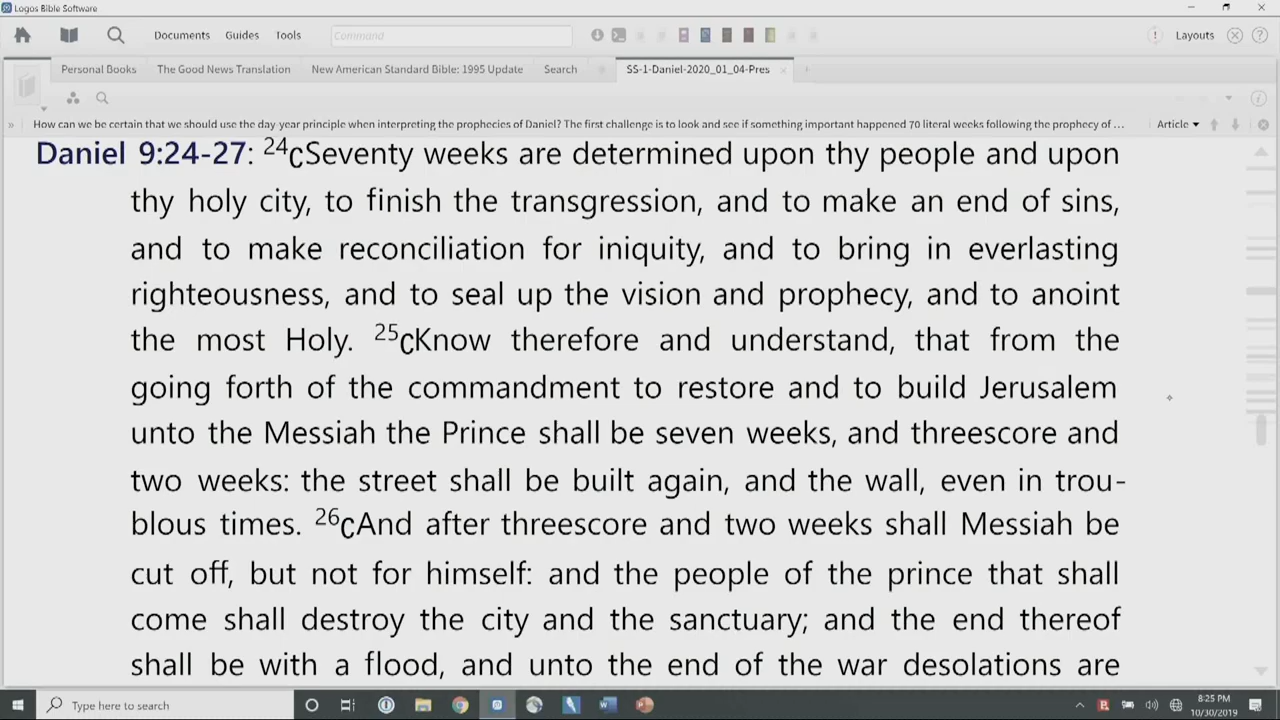 Logos Bible Software
Documents Guides Tools Command Layouts
Personal Books The Good News Translation New American Standard Bible: 1995 Update Search SS-1-Daniel-2020_01_04-Pres
» How can we be certain that we should use the day-year principle when interpreting the prophecies of Daniel? The first challenge is to look and see if something important happened 70 literal weeks following the prophecy of ... Article
Daniel 9:24-27: 24cSeventy weeks are determined upon thy people and upon
thy holy city, to finish the transgression, and to make an end of sins,
and to make reconciliation for iniquity, and to bring in everlasting
righteousness, and to seal up the vision and prophecy, and to anoint
the most Holy. 25cKnow therefore and understand, that from the
going forth of the commandment to restore and to build Jerusalem
unto the Messiah the Prince shall be seven weeks, and threescore and
two weeks: the street shall be built again, and the wall, even in trou-
blous times. 26cAnd after threescore and two weeks shall Messiah be
cut off, but not for himself: and the people of the prince that shall
come shall destroy the city and the sanctuary; and the end thereof
shall be with a flood, and unto the end of the war desolations are
Type here to search
8:25 PM
10/30/2019